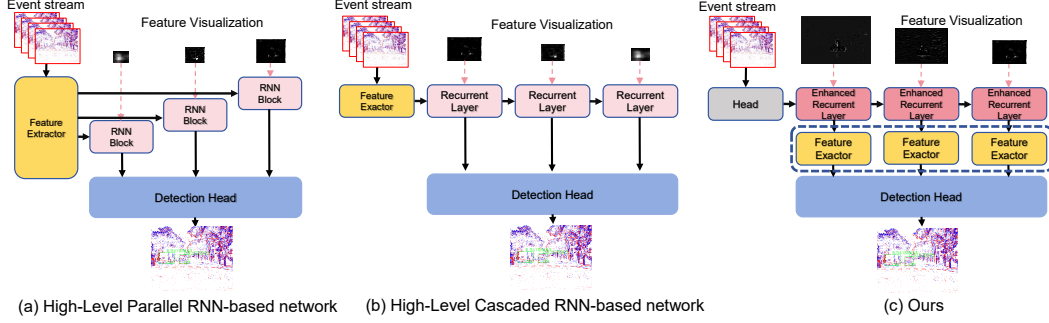 Event stream
Feature Visualization
Feature
Extractor
RNN
Block
RNN
Block
RNN
Block
Detection Head
(a) High-Level Parallel RNN-based network
Event stream
Feature Visualization
Feature
Exactor
Recurrent
Layer
Recurrent
Layer
Recurrent
Layer
Detection Head
(b) High-Level Cascaded RNN-based network
Event stream
Feature Visualization
Head
Enhanced
Recurrent
Layer
Enhanced
Recurrent
Layer
Enhanced
Recurrent
Layer
Feature
Exactor
Feature
Exactor
Feature
Exactor
Detection Head
(c) Ours